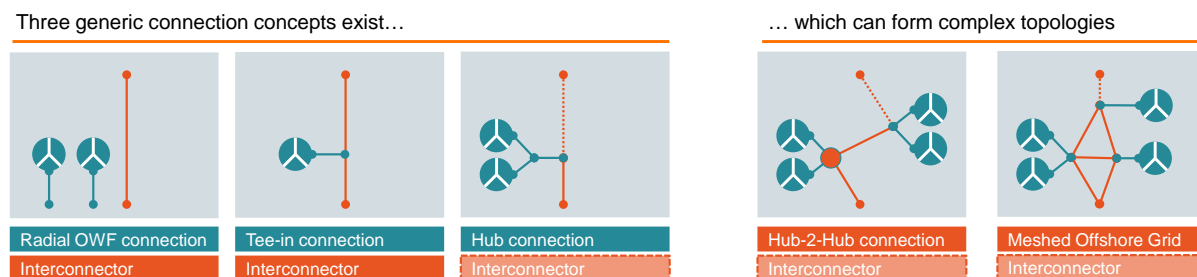 Three generic connection concepts exist…
… which can form complex topologies
Radial OWF connection
Interconnector
Tee-in connection
Interconnector
Hub connection
Interconnector
Hub-2-Hub connection
Interconnector
Meshed Offshore Grid
Interconnector